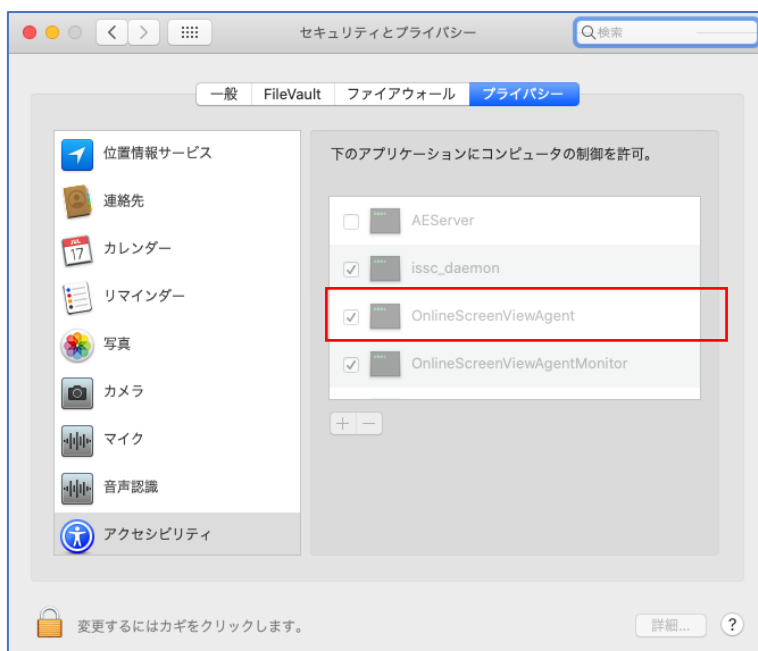 セキュリティとプライバシー
検索
一般 FileVault ファイアウォール プライバシー
位置情報サービス
連絡先
JUL
17
カレンダー
リマインダー
写真
カメラ
マイク
音声認識
アクセシビリティ
下のアプリケーションにコンピュータの制御を許可。
AEServer
issc_daemon
OnlineScreenViewAgent
OnlineScreenViewAgentMonitor
変更するにはカギをクリックします。
詳細... ?